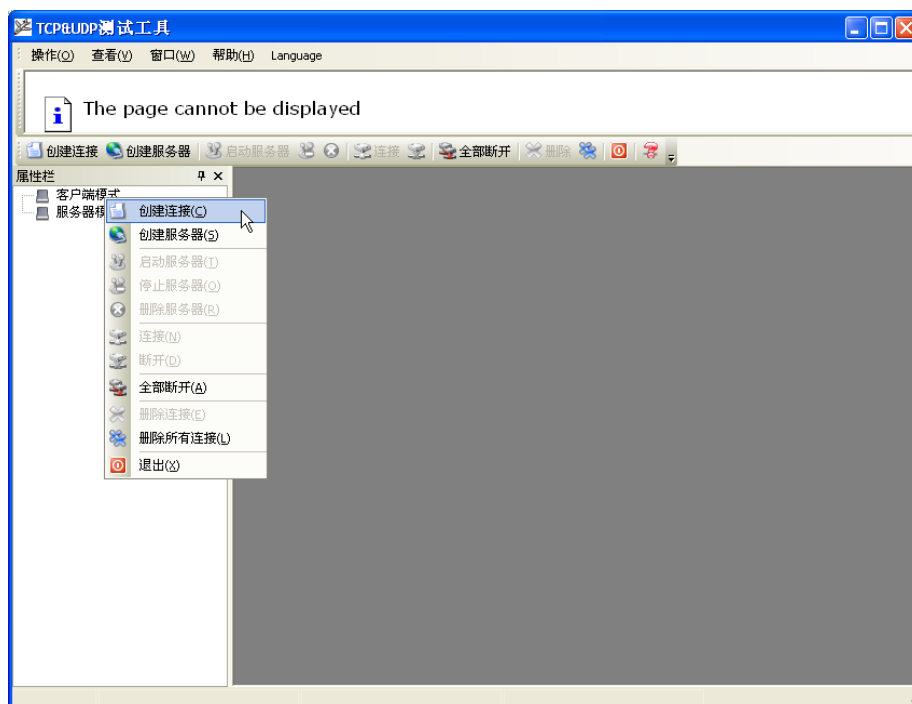 TCP&UDP测试工具
操作(O) 查看(V) 窗口(W) 帮助(H) Language
The page cannot be displayed
创建连接 创建服务器 启动服务器 连接 全部断开 删除
属性栏
客户端模式
服务器模
创建连接(C)
创建服务器(S)
启动服务器(T)
停止服务器(O)
删除服务器(R)
连接(N)
断开(D)
全部断开(A)
删除连接(E)
删除所有连接(L)
退出(X)